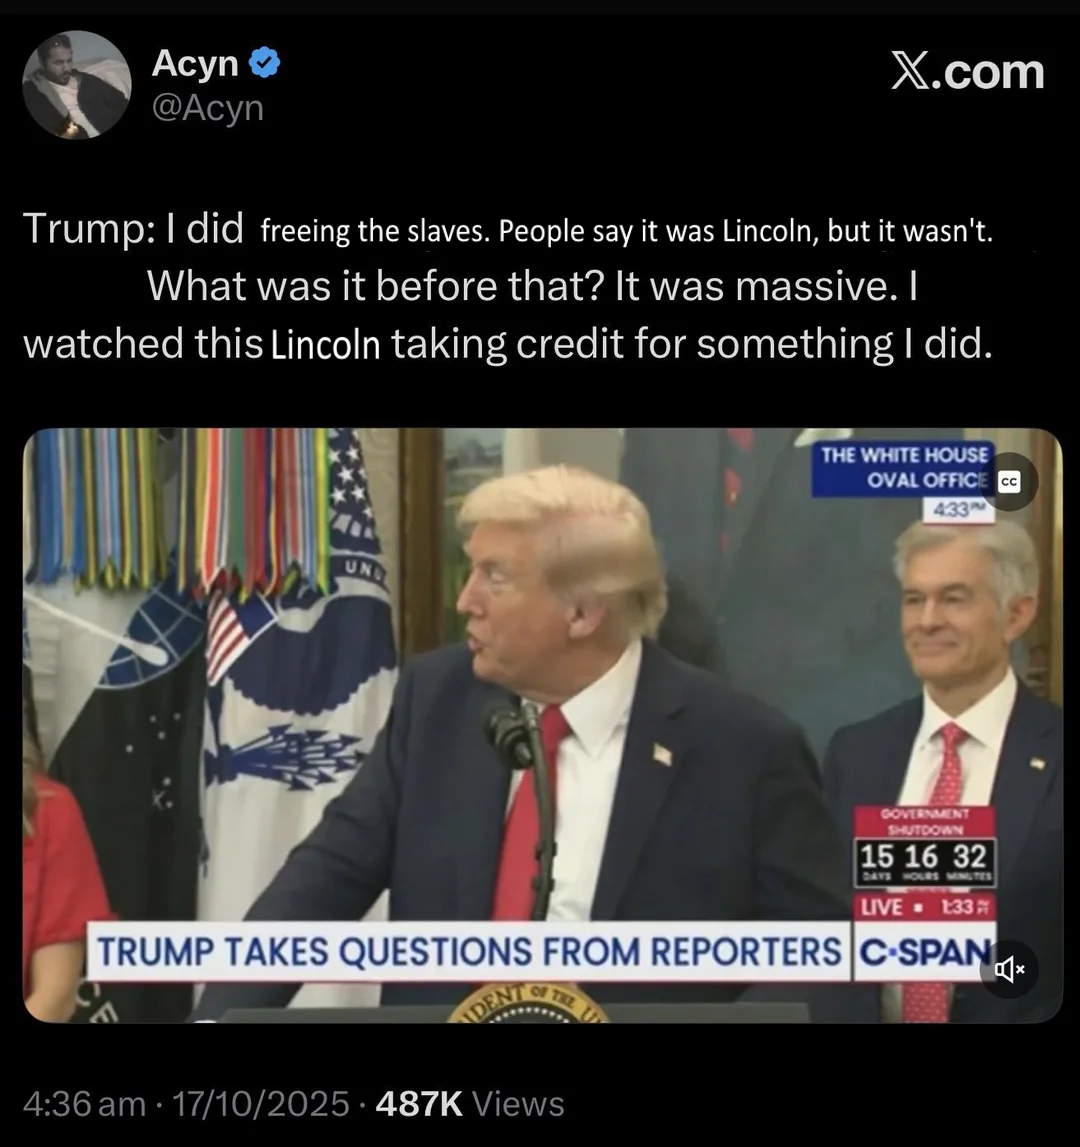 Acyn
@Acyn
X.com
Trump: I did freeing the slaves. People say it was Lincoln, but it wasn't.
What was it before that? It was massive. I
watched this Lincoln taking credit for something I did.
THE WHITE HOUSE
OVAL OFFICE
CC
4:33PM
UN
GOVERNMENT
SHUTDOWN
15 16 32
DAYS HOURS MINUTES
LIVE ▪ 1:33 PT
TRUMP TAKES QUESTIONS FROM REPORTERS
C·SPAN
IDENT OF THE U
4:36 am · 17/10/2025 · 487K Views